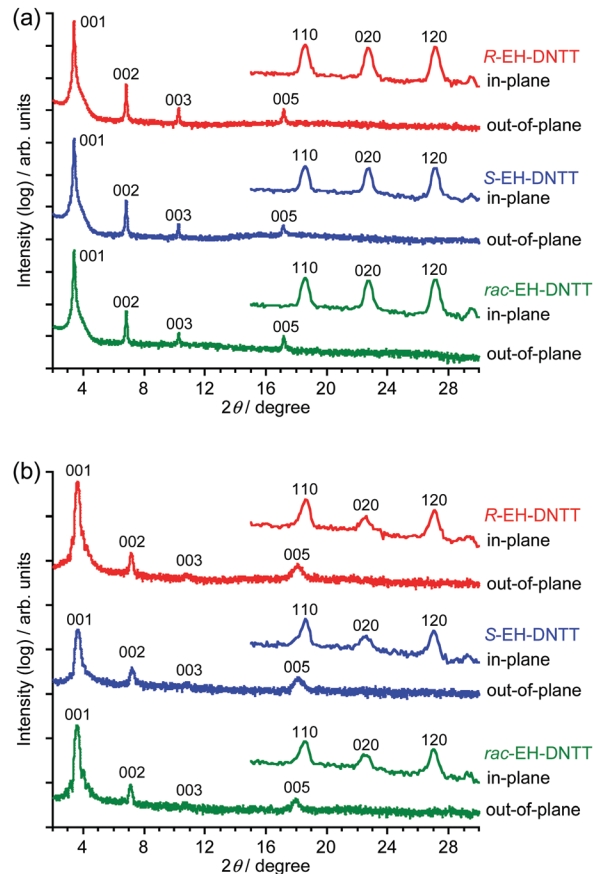 (a)
001
110
020
120
R-EH-DNTT
in-plane
002
003
005
out-of-plane
001
110
020
120
S-EH-DNTT
in-plane
002
003
005
out-of-plane
001
110
020
120
rac-EH-DNTT
in-plane
002
003
005
out-of-plane
Intensity (log) / arb. units
4 8 12 16 20 24 28
2θ / degree
(b)
001
110
020
120
R-EH-DNTT
in-plane
002
003
005
out-of-plane
001
110
020
120
S-EH-DNTT
in-plane
002
003
005
out-of-plane
001
110
020
120
rac-EH-DNTT
in-plane
002
003
005
out-of-plane
Intensity (log) / arb. units
4 8 12 16 20 24 28
2θ / degree